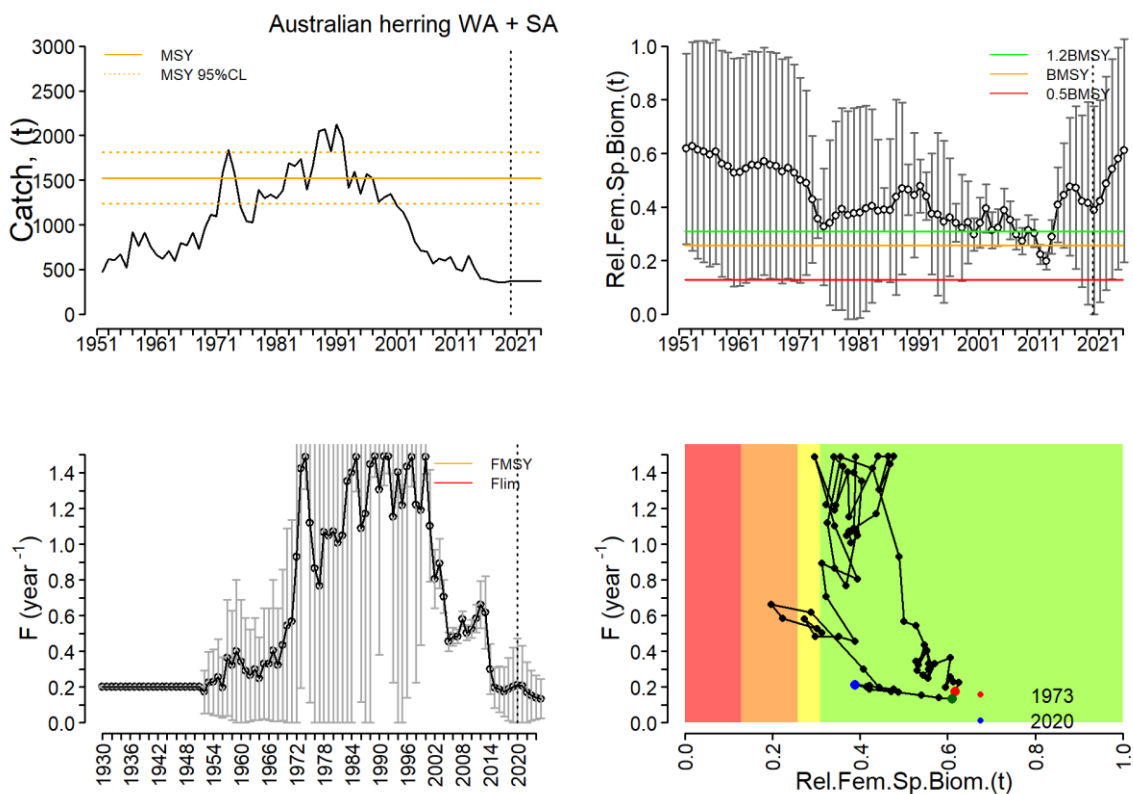 Australian herring WA + SA
Catch, (t)
3000
2500
2000
1500
1000
500
0
MSY
MSY 95%CL
1951 1961 1971 1981 1991 2001 2011 2021
Rel.Fem.Sp.Biom.(t)
1.0
0.8
0.6
0.4
0.2
0.0
1.2BMSY
BMSY
0.5BMSY
1951 1961 1971 1981 1991 2001 2011 2021
F (year -1)
1.4
1.2
1.0
0.8
0.6
0.4
0.2
0.0
FMSY
Flim
1930 1936 1942 1948 1954 1960 1966 1972 1978 1984 1990 1996 2002 2008 2014 2020
F (year -1)
1.4
1.2
1.0
0.8
0.6
0.4
0.2
0.0
1973
2020
0.0 0.2 0.4 0.6 0.8 1.0
Rel.Fem.Sp.Biom.(t)